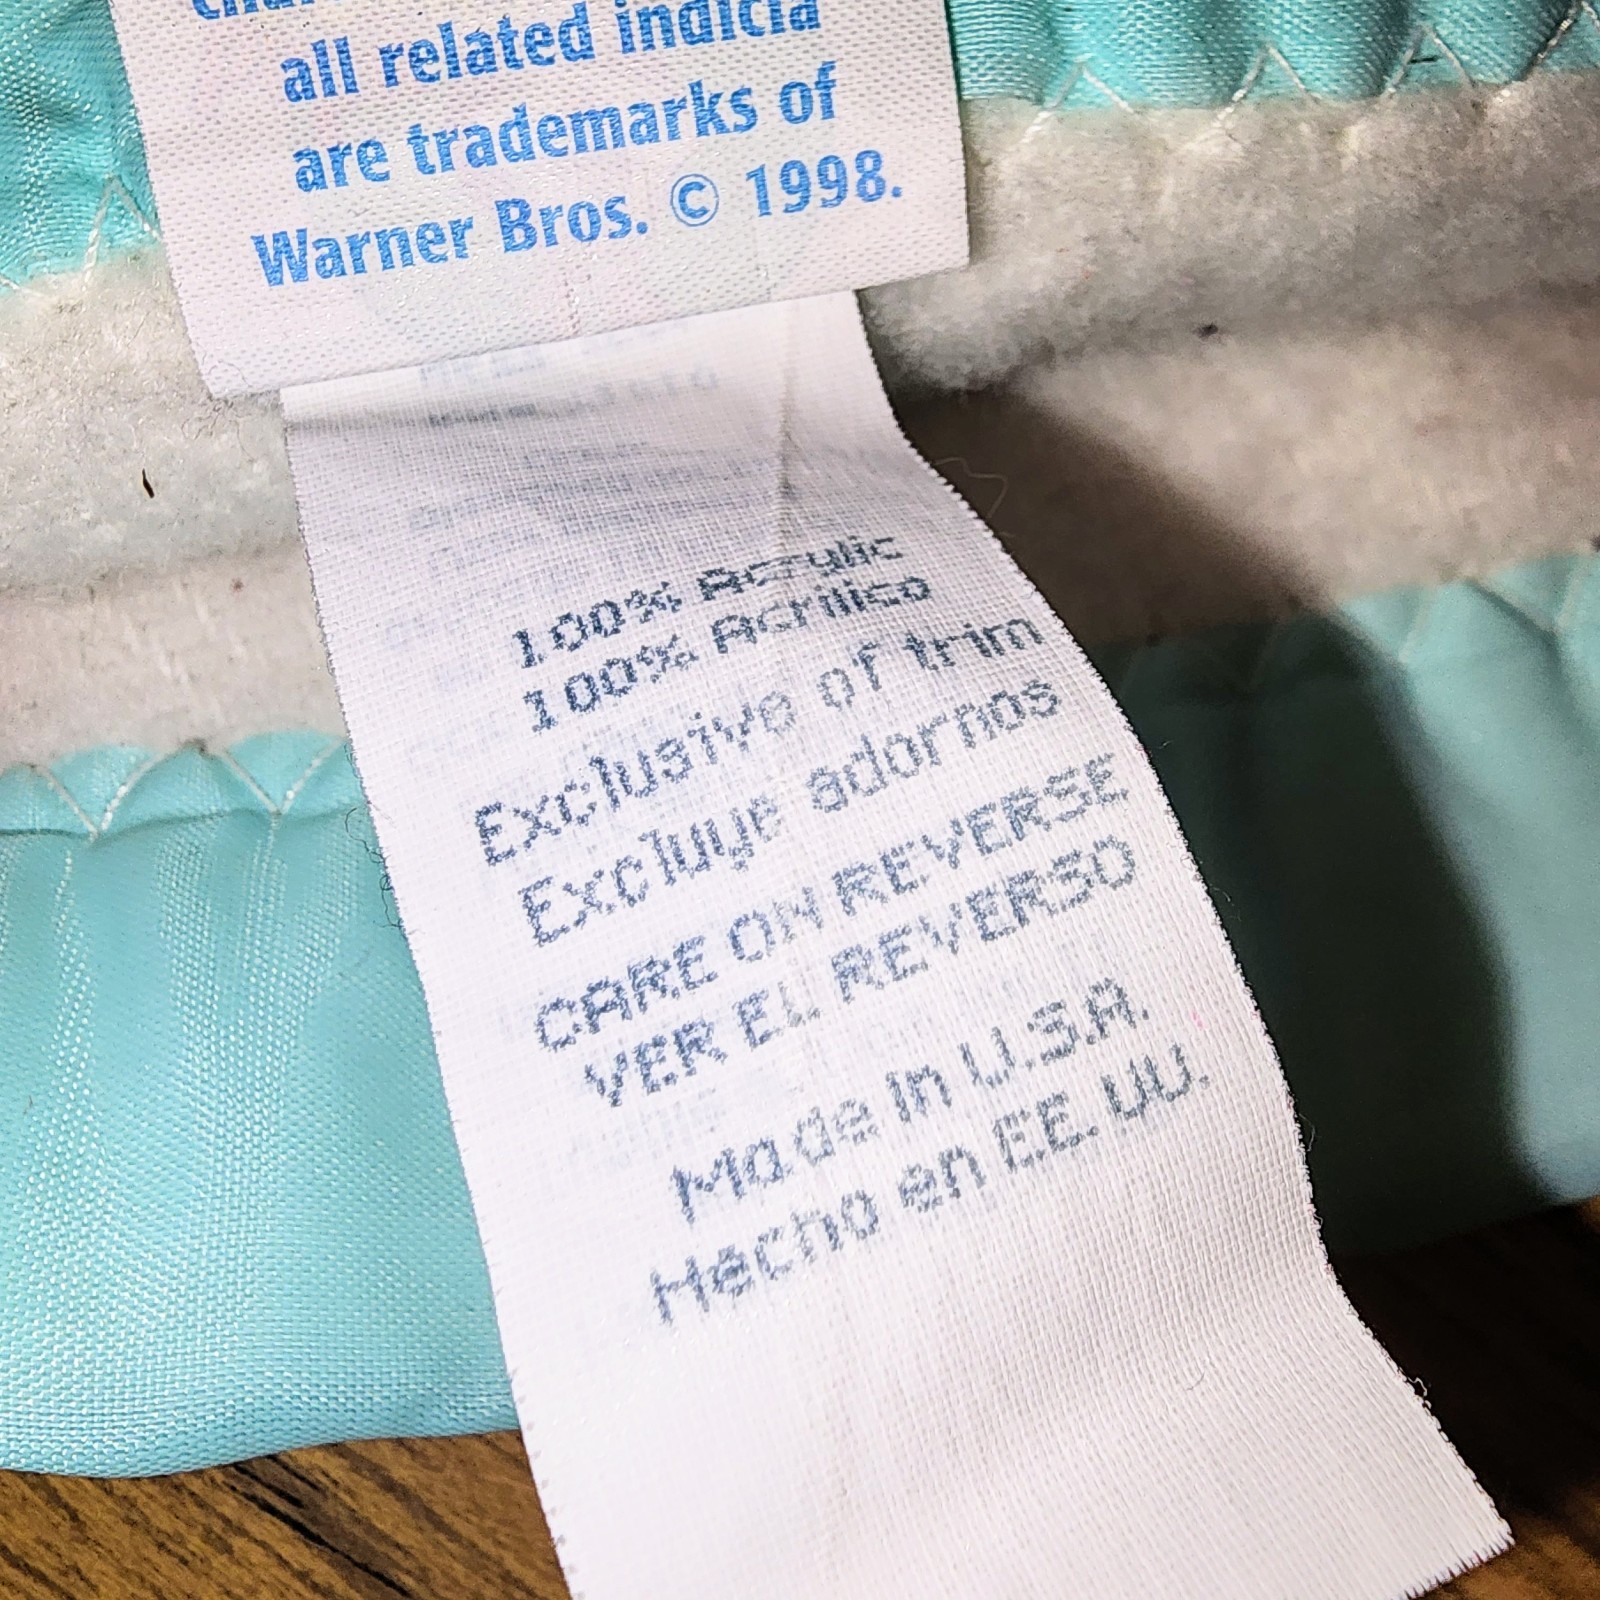 all related indicia
are trademarks of
Warner Bros. © 1998.
100% Acrylic
100% Acrilico
Exclusive of trim
Excluye adornos
CARE ON REVERSE
VER EL REVERSO
Made in U.S.A.
Hecho en EE. UU.